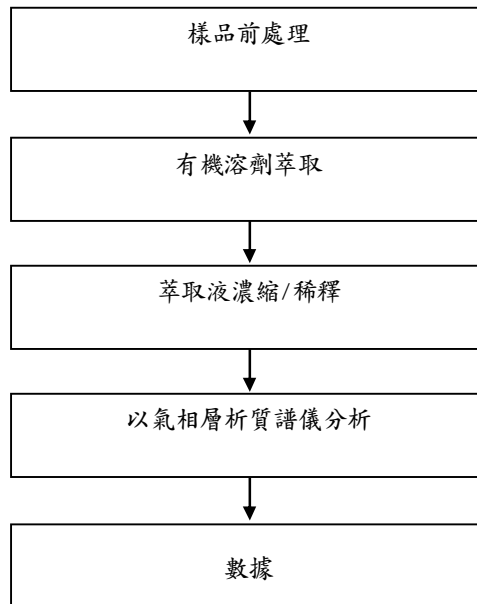 樣品前處理
有機溶劑萃取
萃取液濃縮/稀釋
以氣相層析質譜儀分析
數據